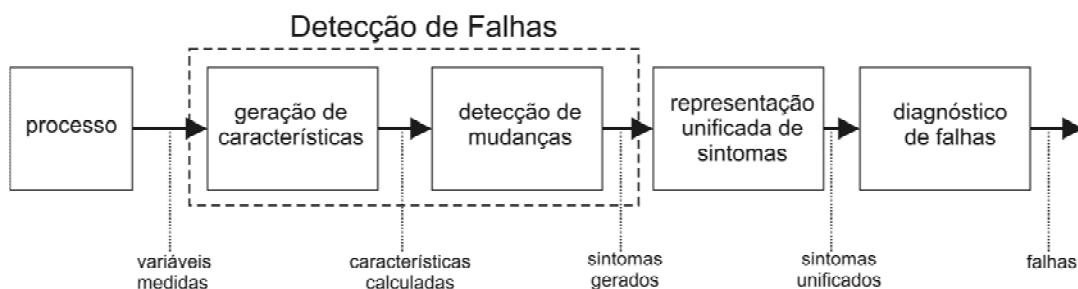 Detecção de Falhas
processo
geração de
características
detecção de
mudanças
representação
unificada de
sintomas
diagnóstico
de falhas
variáveis
medidas
características
calculadas
sintomas
gerados
sintomas
unificados
falhas